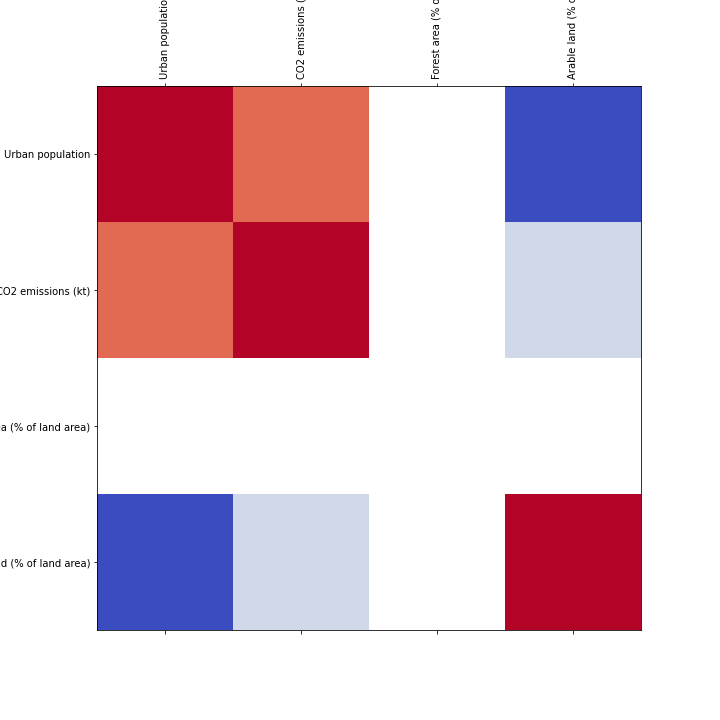 Urban populatio
CO2 emissions (
Forest area (% o
Arable land (% o
Urban population
CO2 emissions (kt)
a (% of land area)
d (% of land area)